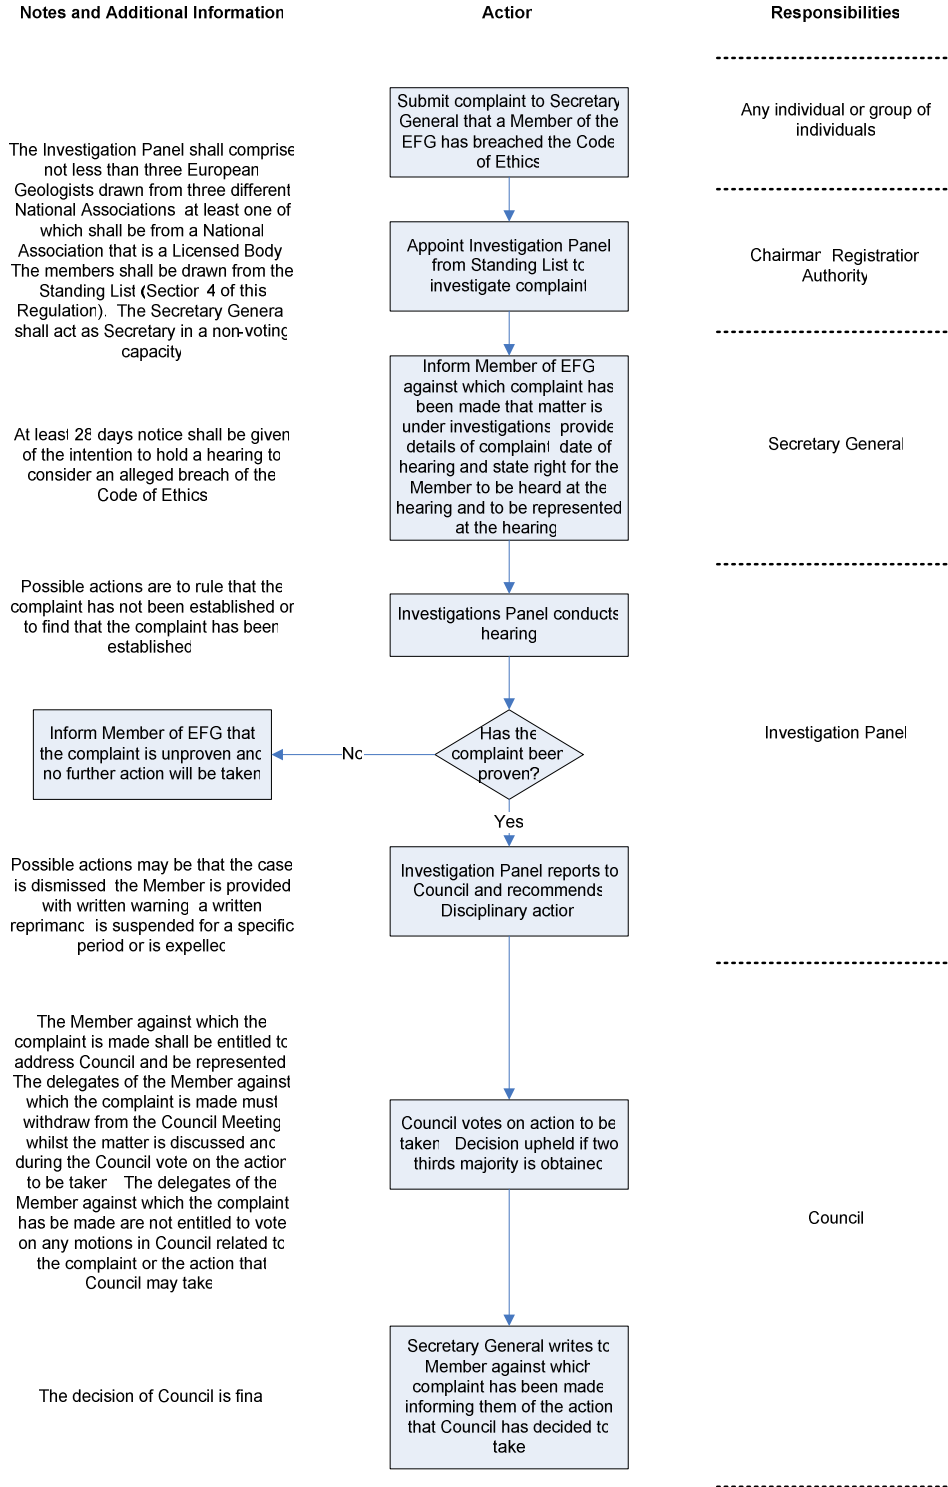 Notes and Additional Information
Action
Responsibilities
Submit complaint to Secretary
General that a Member of the
EFG has breached the Code
of Ethics
Any individual or group of
individuals
The Investigation Panel shall comprise
not less than three European
Geologists drawn from three different
National Associations at least one of
which shall be from a National
Association that is a Licensed Body
The members shall be drawn from the
Standing List (Section 4 of this
Regulation). The Secretary Genera
shall act as Secretary in a non-voting
capacity
Appoint Investigation Panel
from Standing List to
investigate complaint
Chairman Registration
Authority
At least 28 days notice shall be given
of the intention to hold a hearing to
consider an alleged breach of the
Code of Ethics
Inform Member of EFG
against which complaint has
been made that matter is
under investigations provide
details of complaint date of
hearing and state right for the
Member to be heard at the
hearing and to be represented
at the hearing
Secretary General
Possible actions are to rule that the
complaint has not been established or
to find that the complaint has been
established
Investigations Panel conducts
hearing
Inform Member of EFG that
the complaint is unproven and
no further action will be taken
No
Has the
complaint been
proven?
Investigation Panel
Yes
Possible actions may be that the case
is dismissed the Member is provided
with written warning a written
reprimand is suspended for a specific
period or is expelled
Investigation Panel reports to
Council and recommends
Disciplinary action
The Member against which the
complaint is made shall be entitled to
address Council and be represented
The delegates of the Member against
which the complaint is made must
withdraw from the Council Meeting
whilst the matter is discussed and
during the Council vote on the action
to be taken The delegates of the
Member against which the complaint
has be made are not entitled to vote
on any motions in Council related to
the complaint or the action that
Council may take
Council votes on action to be
taken Decision upheld if two
thirds majority is obtained
Council
The decision of Council is fina
Secretary General writes to
Member against which
complaint has been made
informing them of the action
that Council has decided to
take